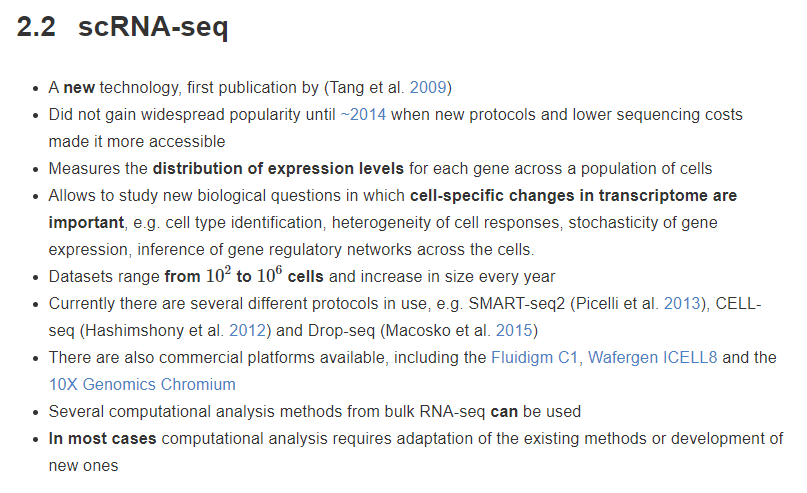 2.2 scRNA-seq
• A new technology, first publication by (Tang et al. 2009)
• Did not gain widespread popularity until ~2014 when new protocols and lower sequencing costs
made it more accessible
• Measures the distribution of expression levels for each gene across a population of cells
• Allows to study new biological questions in which cell-specific changes in transcriptome are
important, e.g. cell type identification, heterogeneity of cell responses, stochasticity of gene
expression, inference of gene regulatory networks across the cells.
• Datasets range from 10² to 10⁶ cells and increase in size every year
• Currently there are several different protocols in use, e.g. SMART-seq2 (Picelli et al. 2013), CELL-
seq (Hashimshony et al. 2012) and Drop-seq (Macosko et al. 2015)
• There are also commercial platforms available, including the Fluidigm C1, Wafergen ICELL8 and the
10X Genomics Chromium
• Several computational analysis methods from bulk RNA-seq can be used
• In most cases computational analysis requires adaptation of the existing methods or development of
new ones